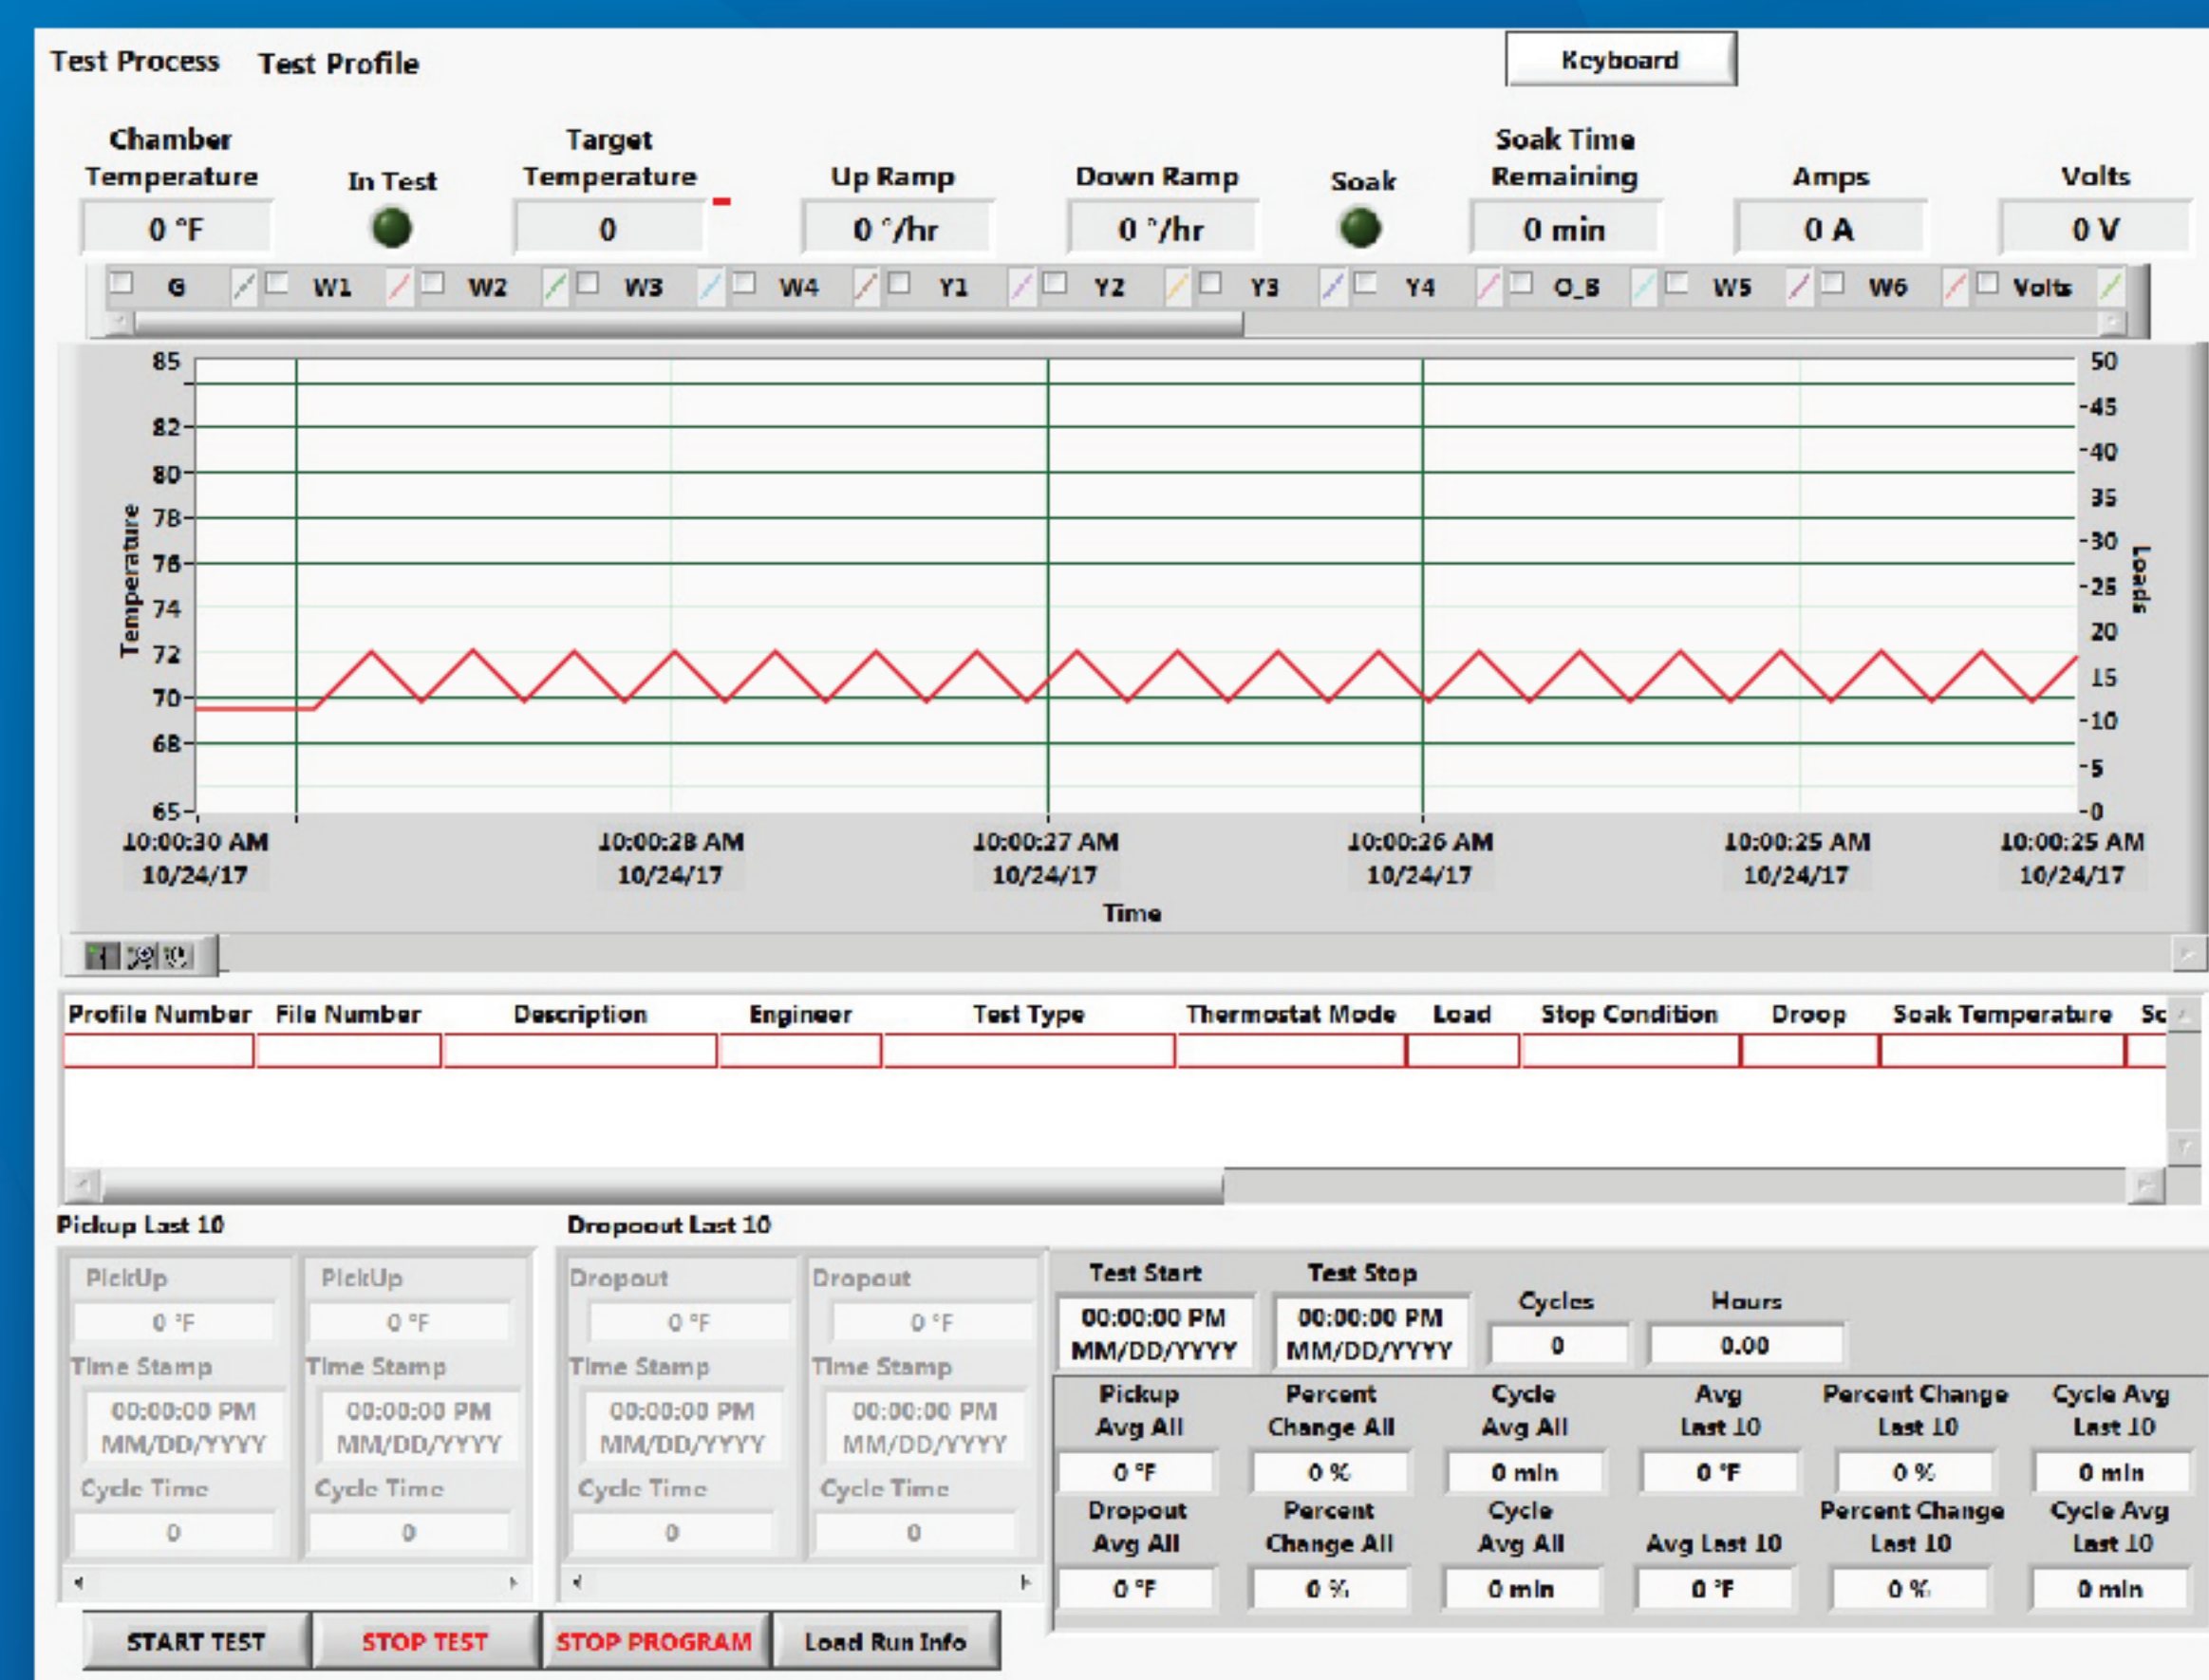 Test Process Test Profile Keyboard
Chamber Temperature
In Test
Target Temperature
Up Ramp
Down Ramp
Soak
Soak Time Remaining
Amps
Volts
0 °F 0 0 °/hr 0 °/hr 0 min 0 A 0 V
G W1 W2 W3 W4 Y1 Y2 Y3 Y4 O_B W5 W6 Volts
Temperature
85
82
80
78
76
74
72
70
68
65
50
45
40
35
30
25
20
15
10
5
0
Loads
10:00:30 AM 10:00:28 AM 10:00:27 AM 10:00:26 AM 10:00:25 AM 10:00:25 AM
10/24/17 10/24/17 10/24/17 10/24/17 10/24/17 10/24/17
Time
Profile Number File Number Description Engineer Test Type Thermostat Mode Load Stop Condition Droop Soak Temperature Sc
Pickup Last 10
PickUp PickUp
0 °F 0 °F
Time Stamp Time Stamp
00:00:00 PM 00:00:00 PM
MM/DD/YYYY MM/DD/YYYY
Cycle Time Cycle Time
0 0
Dropoout Last 10
Dropout Dropout
0 °F 0 °F
Time Stamp Time Stamp
00:00:00 PM 00:00:00 PM
MM/DD/YYYY MM/DD/YYYY
Cycle Time Cycle Time
0 0
Test Start Test Stop Cycles Hours
00:00:00 PM 00:00:00 PM 0 0.00
MM/DD/YYYY MM/DD/YYYY
Pickup Percent Cycle Avg Percent Change Cycle Avg
Avg All Change All Avg All Last 10 Last 10 Last 10
0 °F 0 % 0 min 0 °F 0 % 0 min
Dropout Percent Cycle Percent Change Cycle Avg
Avg All Change All Avg All Avg Last 10 Last 10 Last 10
0 °F 0 % 0 min 0 °F 0 % 0 min
START TEST STOP TEST STOP PROGRAM Load Run Info